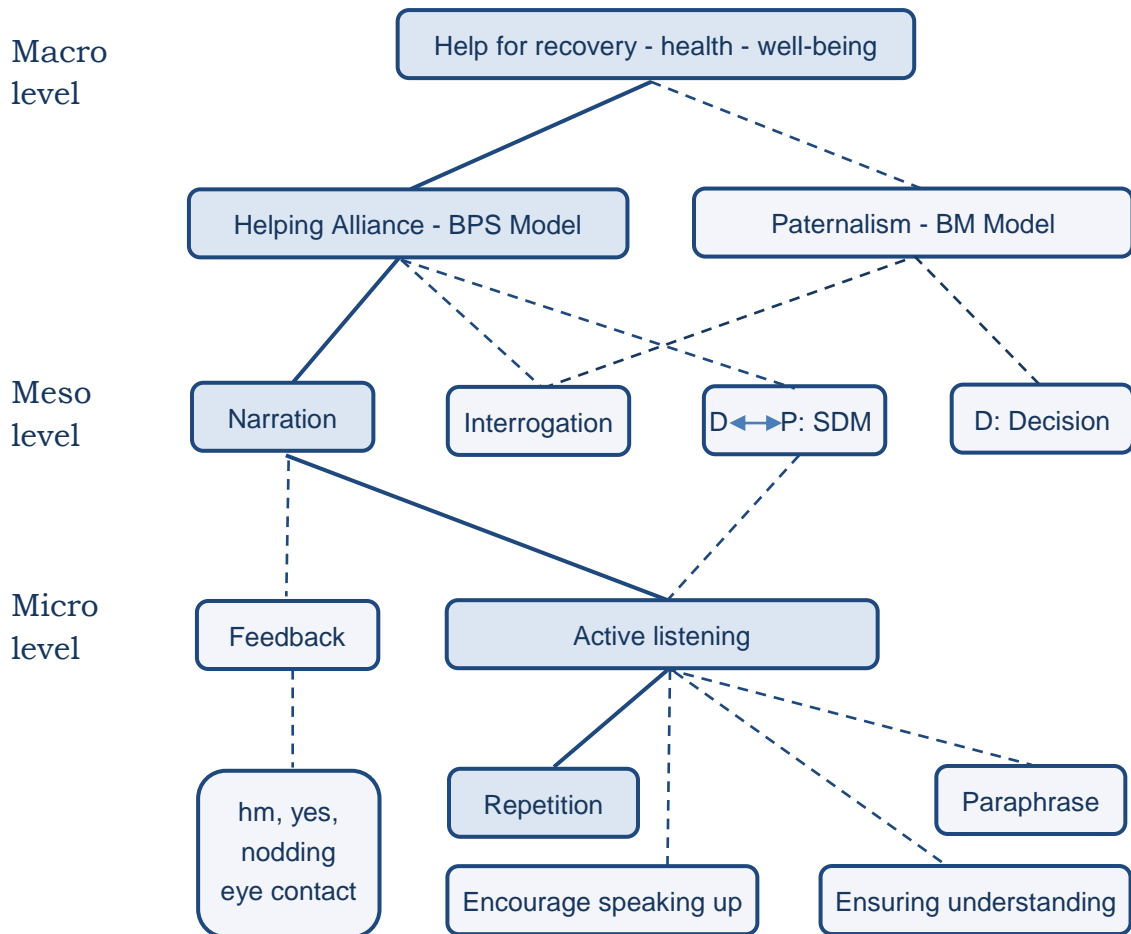 Macro
level
Help for recovery - health - well-being
Helping Alliance - BPS Model
Paternalism - BM Model
Meso
level
Narration
Interrogation
D P: SDM
D: Decision
Micro
level
Feedback
Active listening
hm, yes,
nodding
eye contact
Repetition
Paraphrase
Encourage speaking up
Ensuring understanding